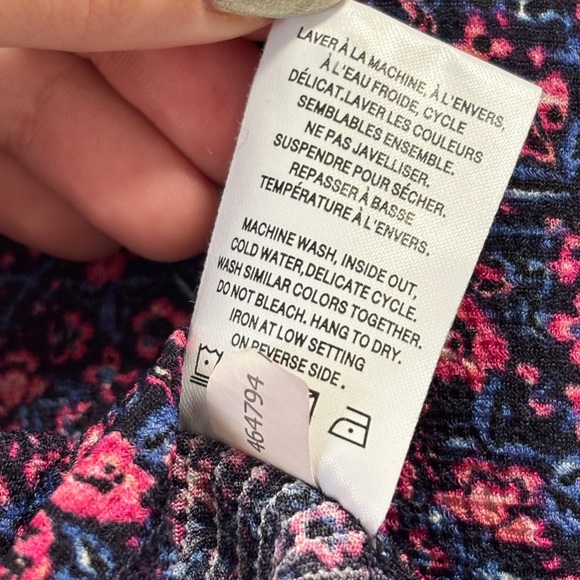 LAVER À LA MACHINE, À L'ENVERS,
À L'EAU FROIDE, CYCLE
DÉLICAT.LAVER LES COULEURS
SEMBLABLES ENSEMBLE.
NE PAS JAVELLISER.
SUSPENDRE POUR SÉCHER.
REPASSER À BASSE
TEMPÉRATURE À L'ENVERS.
MACHINE WASH, INSIDE OUT,
COLD WATER,DELICATE CYCLE.
WASH SIMILAR COLORS TOGETHER.
DO NOT BLEACH. HANG TO DRY.
IRON AT LOW SETTING
ON REVERSE SIDE.
464794